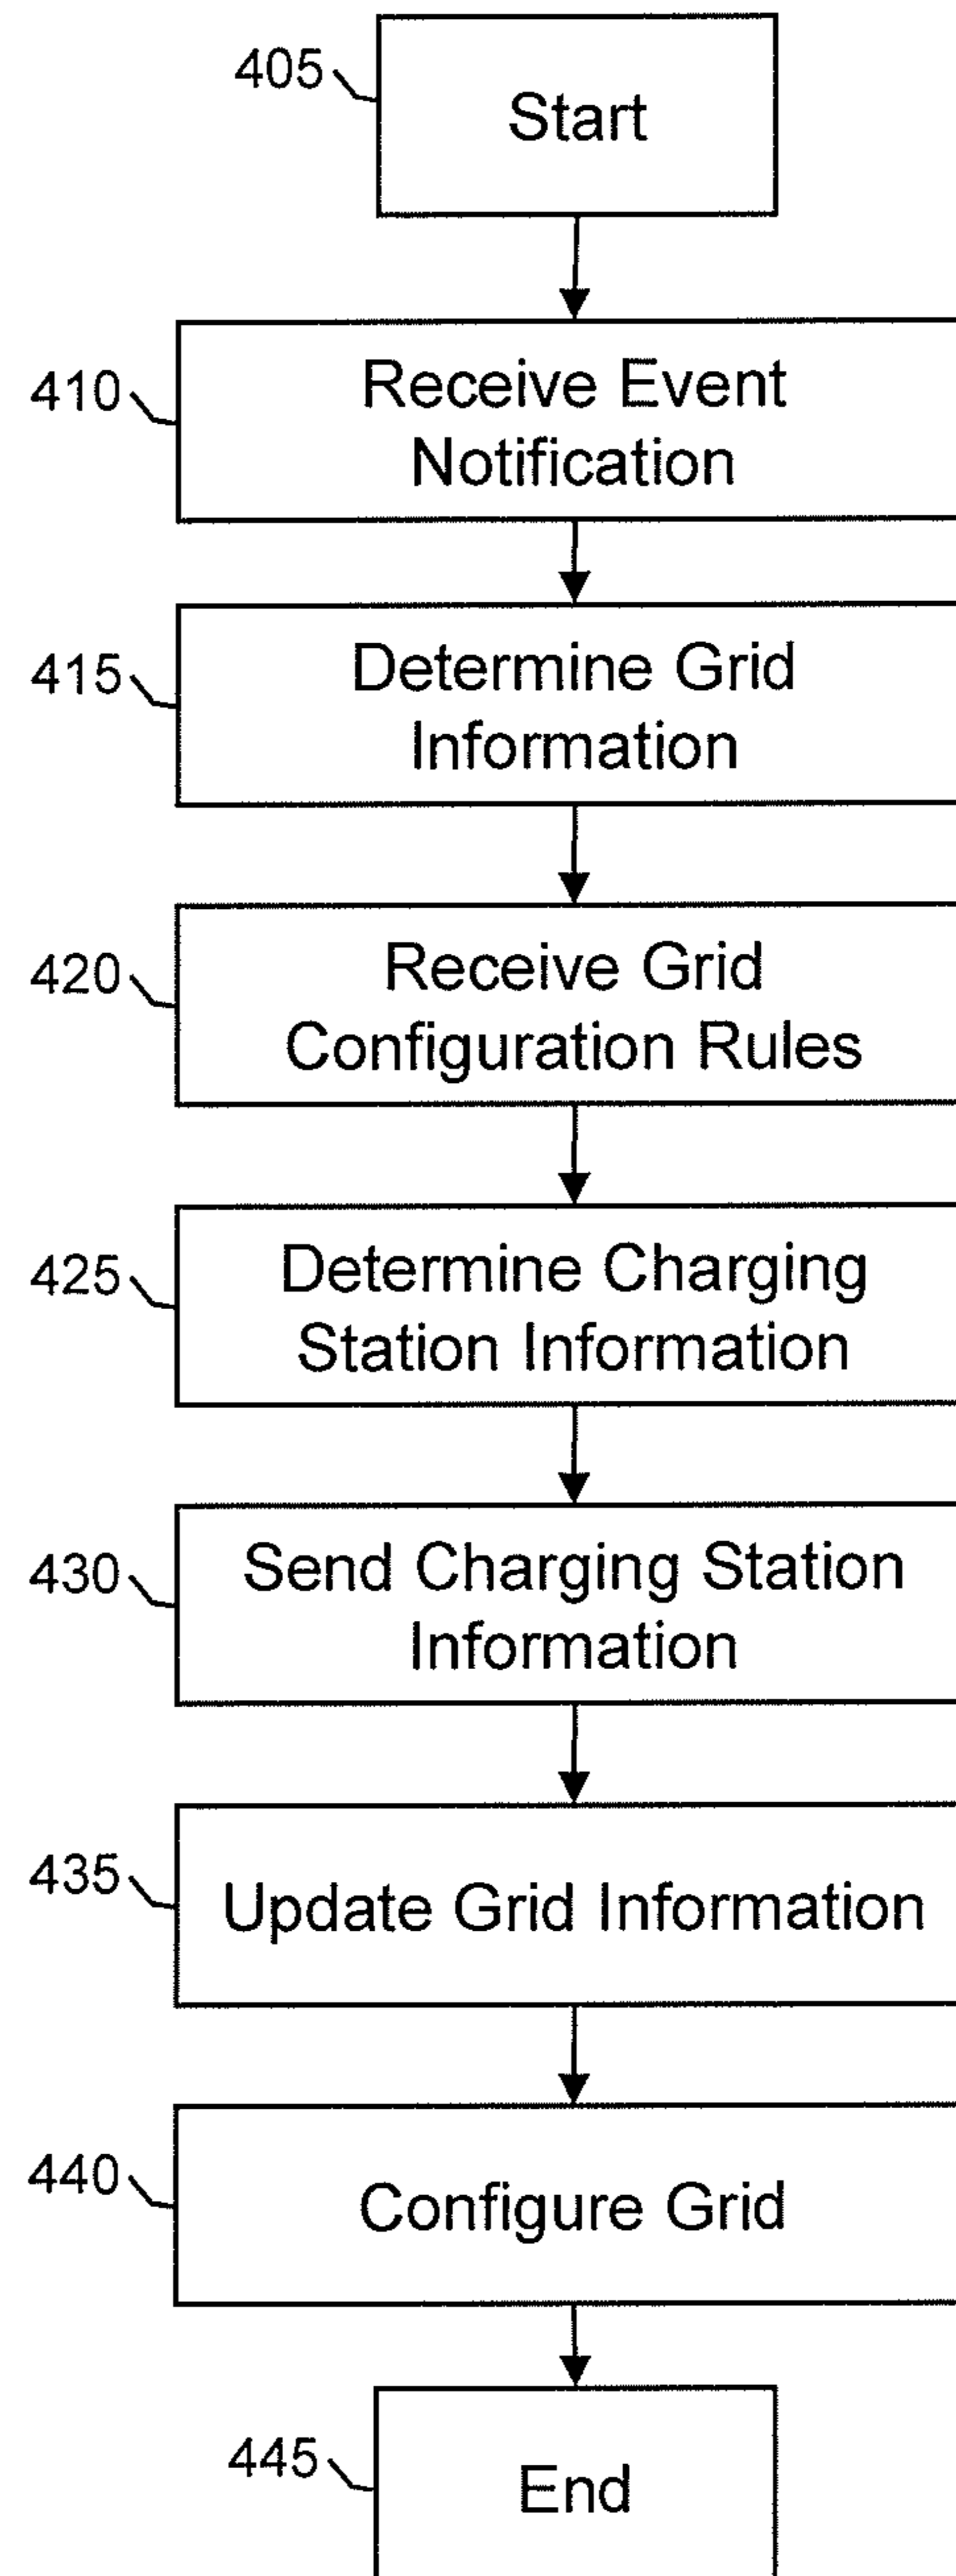 405
Start
410
Receive Event
Notification
415
Determine Grid
Information
420
Receive Grid
Configuration Rules
425
Determine Charging
Station Information
430
Send Charging Station
Information
435
Update Grid Information
440
Configure Grid
445
End